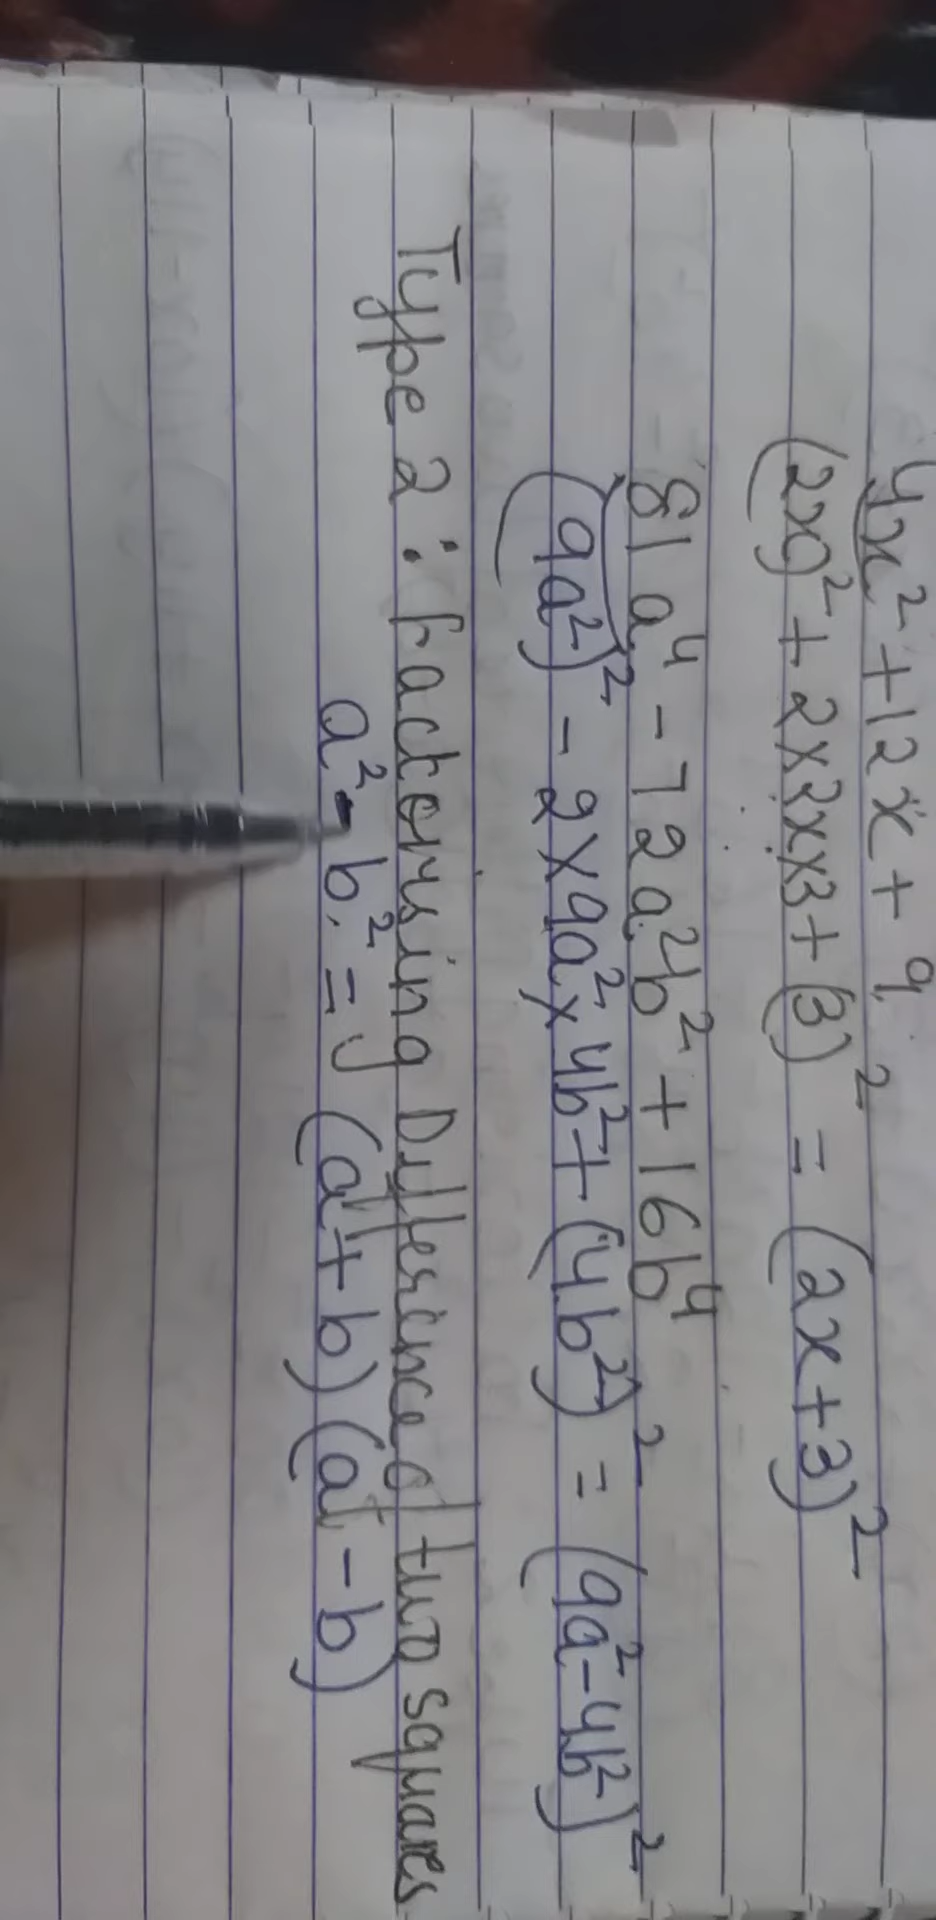 4x² + 12x + 9
(2x)² + 2×2x×3 + (3)² = (2x+3)²
81a⁴ - 72a²b² + 16b⁴
(9a²)² - 2×9a²×4b² + (4b²)² = (9a²-4b²)²
Type 2 : Factorising Difference of two squares
a² - b² = (a + b) (a - b)